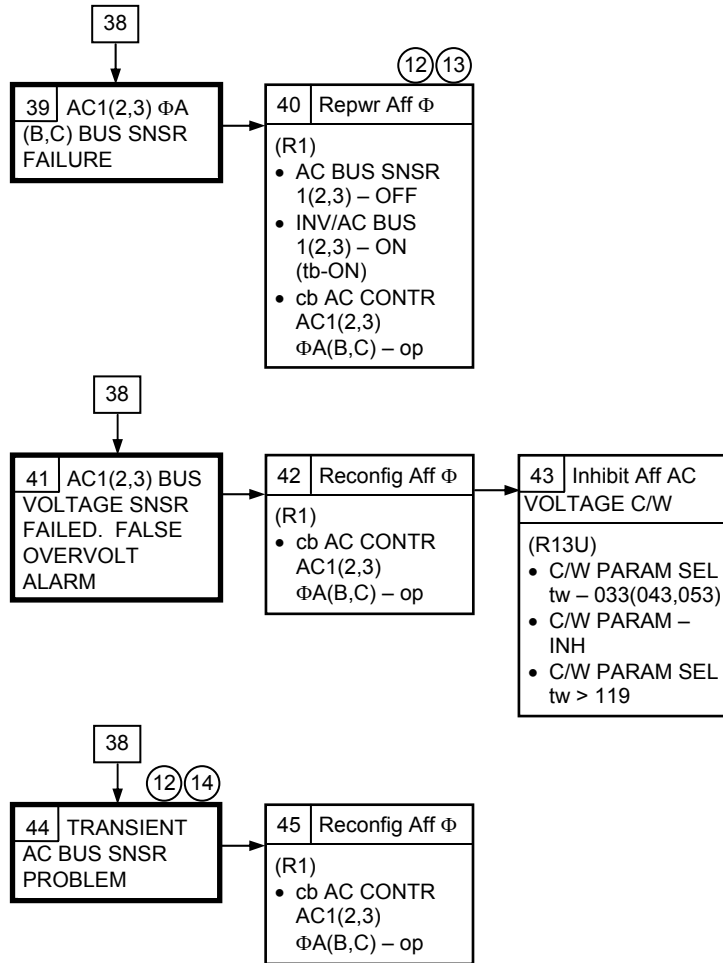 38
12 13
39 AC1(2,3) ΦA
(B,C) BUS SNSR
FAILURE
40 Repwr Aff Φ
(R1)
• AC BUS SNSR
1(2,3) – OFF
• INV/AC BUS
1(2,3) – ON
(tb-ON)
• cb AC CONTR
AC1(2,3)
ΦA(B,C) – op
38
41 AC1(2,3) BUS
VOLTAGE SNSR
FAILED. FALSE
OVERVOLT
ALARM
42 Reconfig Aff Φ
(R1)
• cb AC CONTR
AC1(2,3)
ΦA(B,C) – op
43 Inhibit Aff AC
VOLTAGE C/W
(R13U)
• C/W PARAM SEL
tw – 033(043,053)
• C/W PARAM –
INH
• C/W PARAM SEL
tw > 119
38
12 14
44 TRANSIENT
AC BUS SNSR
PROBLEM
45 Reconfig Aff Φ
(R1)
• cb AC CONTR
AC1(2,3)
ΦA(B,C) – op